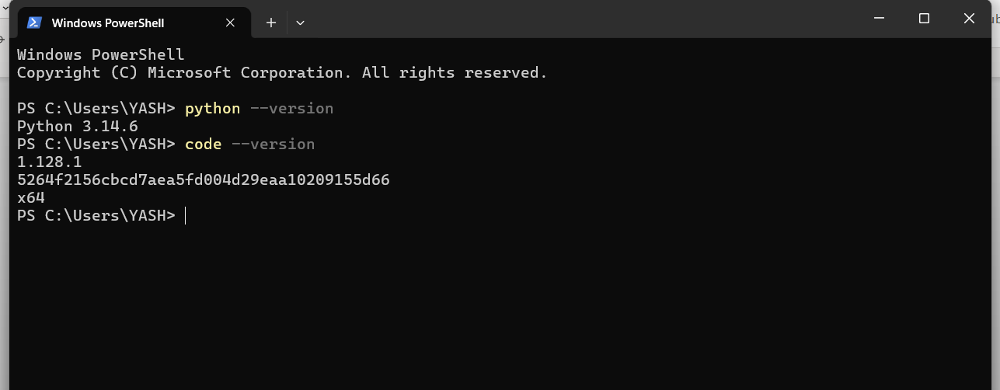 Windows PowerShell
Windows PowerShell
Copyright (C) Microsoft Corporation. All rights reserved.
PS C:\Users\YASH> python --version
Python 3.14.6
PS C:\Users\YASH> code --version
1.128.1
5264f2156cbcd7aea5fd004d29eaa10209155d66
x64
PS C:\Users\YASH>